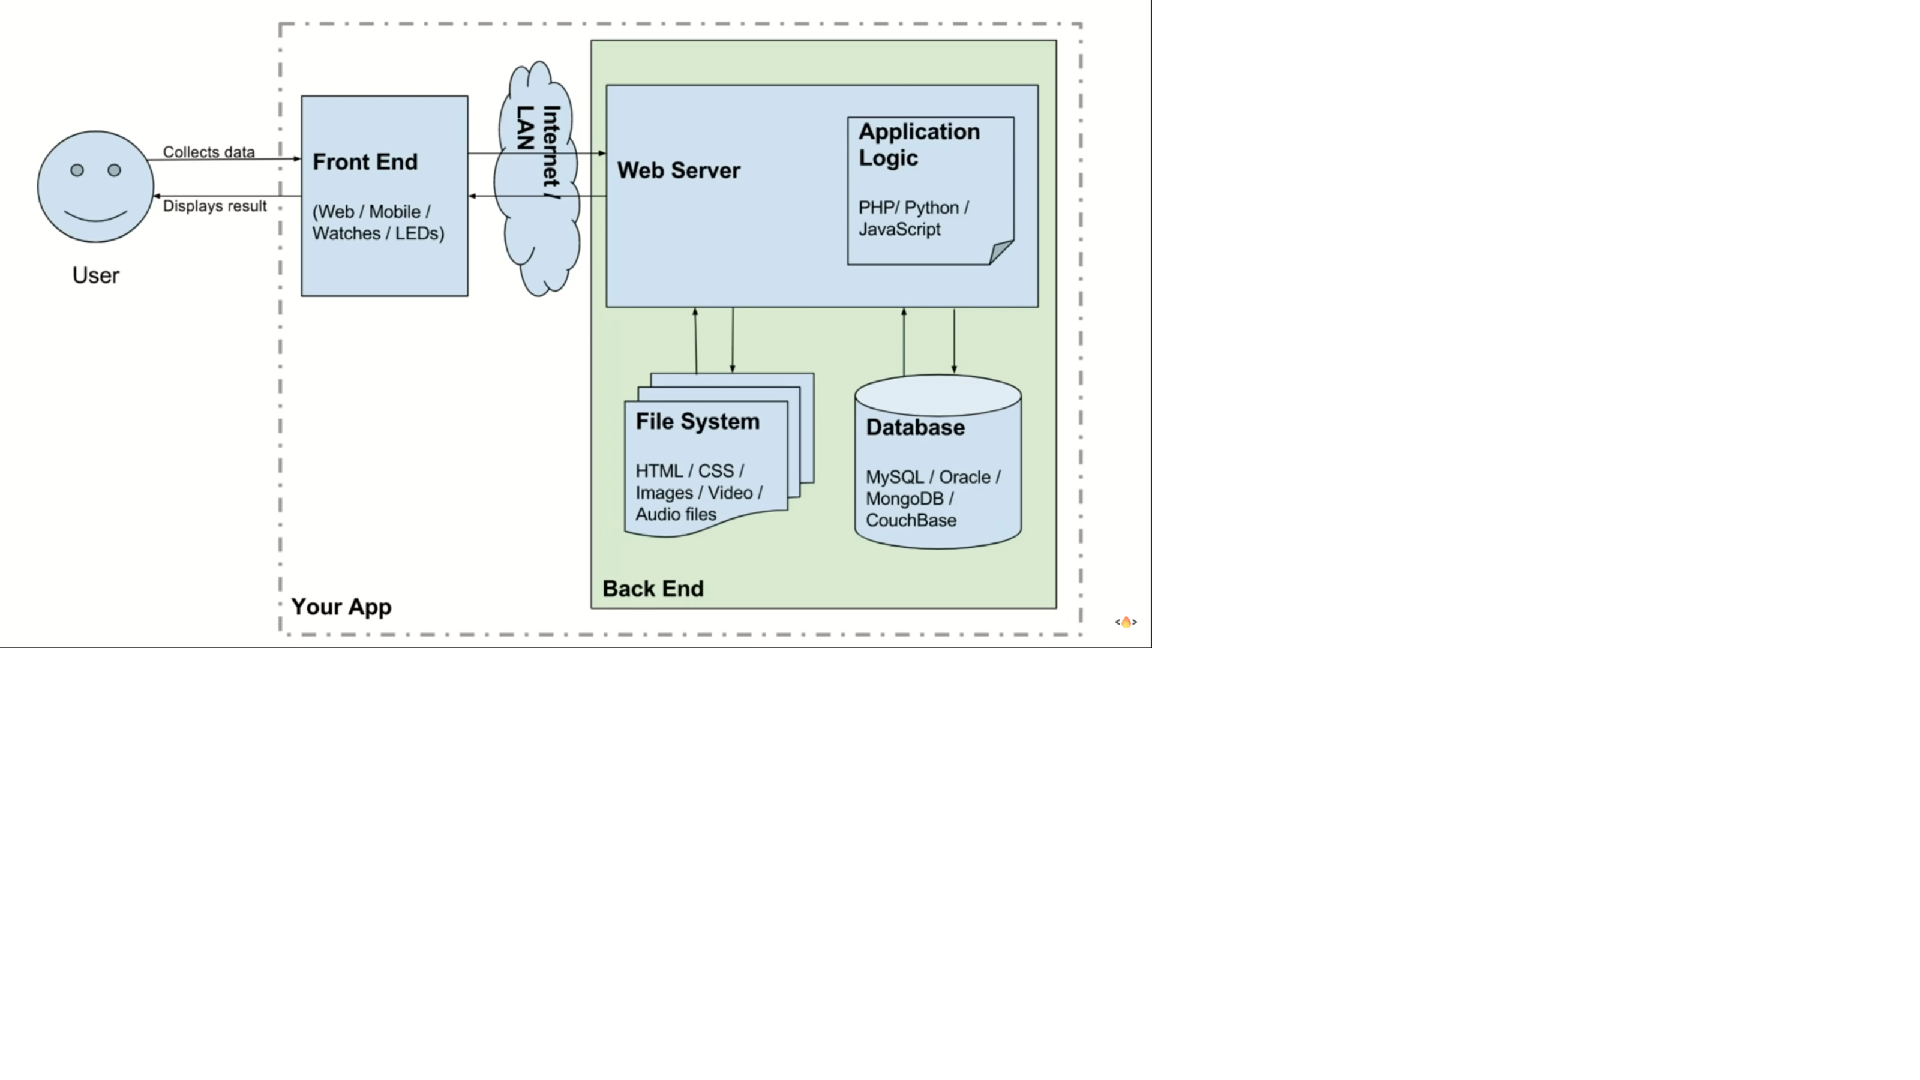 User
Collects data
Displays result
Front End
(Web / Mobile /
Watches / LEDs)
Internet /
LAN
Web Server
Application
Logic
PHP/ Python /
JavaScript
File System
HTML / CSS /
Images / Video /
Audio files
Database
MySQL / Oracle /
MongoDB /
CouchBase
Back End
Your App